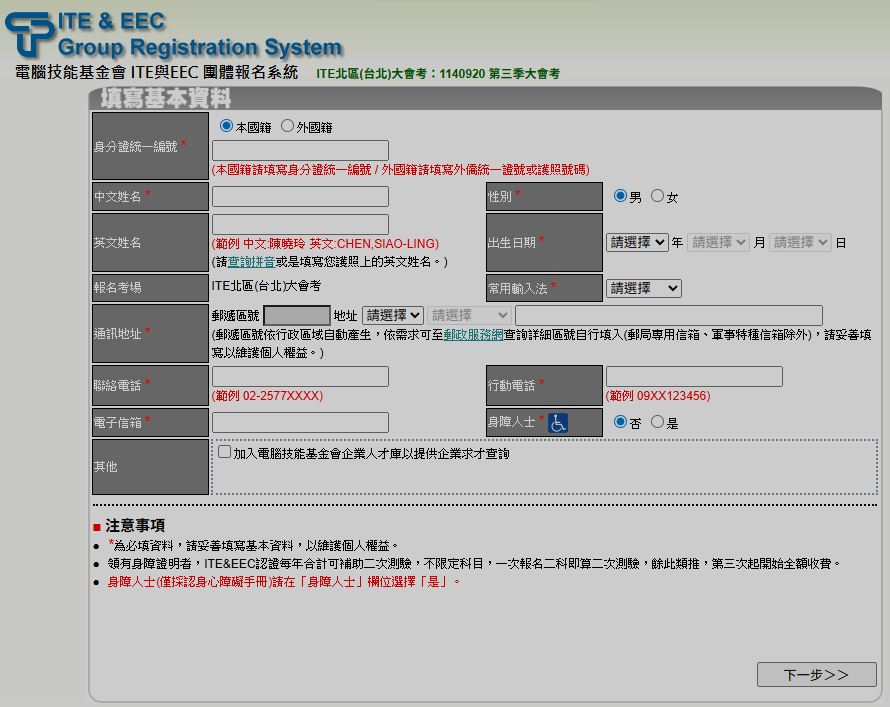 ITE & EEC
Group Registration System
電腦技能基金會 ITE與EEC 團體報名系統 ITE北區(台北)大會考：1140920 第三季大會考
填寫基本資料
身分證統一編號 * 本國籍 外國籍
(本國籍請填寫身分證統一編號 / 外國籍請填寫外僑統一證號或護照號碼)
中文姓名 * 性別 * 男 女
英文姓名
(範例 中文:陳曉玲 英文:CHEN,SIAO-LING)
(請查詢拼音或是填寫您護照上的英文姓名。)
出生日期 * 請選擇 年 請選擇 月 請選擇 日
報名考場 ITE北區(台北)大會考 常用輸入法 * 請選擇
通訊地址 * 郵遞區號 地址 請選擇 請選擇
(郵遞區號依行政區域自動產生，依需求可至郵政服務網查詢詳細區號自行填入(郵局專用信箱、軍事特種信箱除外)，請妥善填
寫以維護個人權益。)
聯絡電話 * (範例 02-2577XXXX) 行動電話 * (範例 09XX123456)
電子信箱 * 身障人士 * 否 是
其他 加入電腦技能基金會企業人才庫以提供企業求才查詢
■ 注意事項
● *為必填資料，請妥善填寫基本資料，以維護個人權益。
● 領有身障證明者，ITE&EEC認證每年合計可補助二次測驗，不限定科目，一次報名二科即算二次測驗，餘此類推，第三次起開始全額收費。
● 身障人士(僅採認身心障礙手冊)請在「身障人士」欄位選擇「是」。
下一步>>